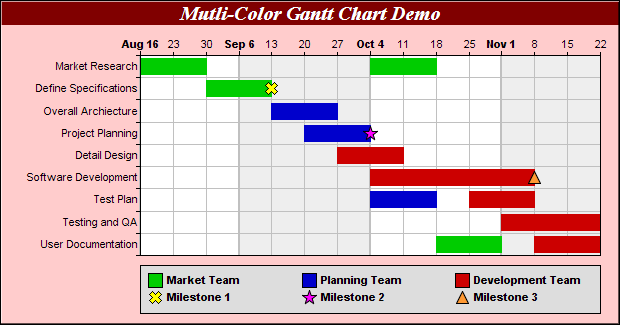 Mutli-Color Gantt Chart Demo
Aug 16 23 30 Sep 6 13 20 27 Oct 4 11 18 25 Nov 1 8 15 22
Market Research
Define Specifications
Overall Archiecture
Project Planning
Detail Design
Software Development
Test Plan
Testing and QA
User Documentation
Market Team Planning Team Development Team
Milestone 1 Milestone 2 Milestone 3